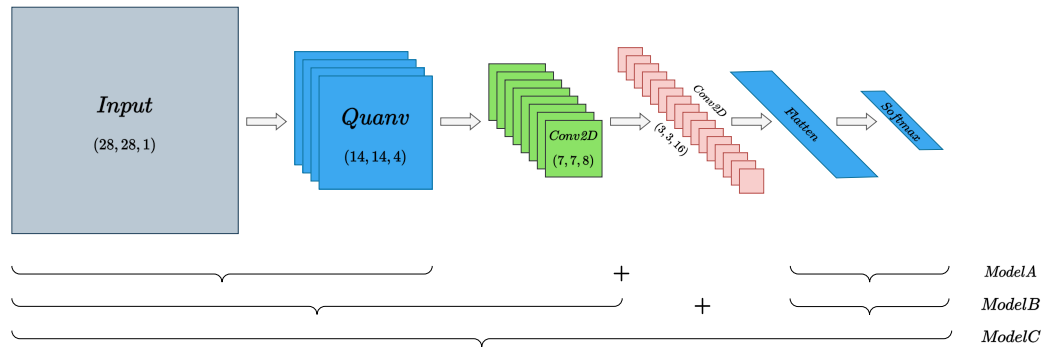 Input
(28, 28, 1)
Quanv
(14, 14, 4)
Conv2D
(7, 7, 8)
Conv2D
(3, 3, 16)
Flatten
Softmax
+
ModelA
+
ModelB
ModelC